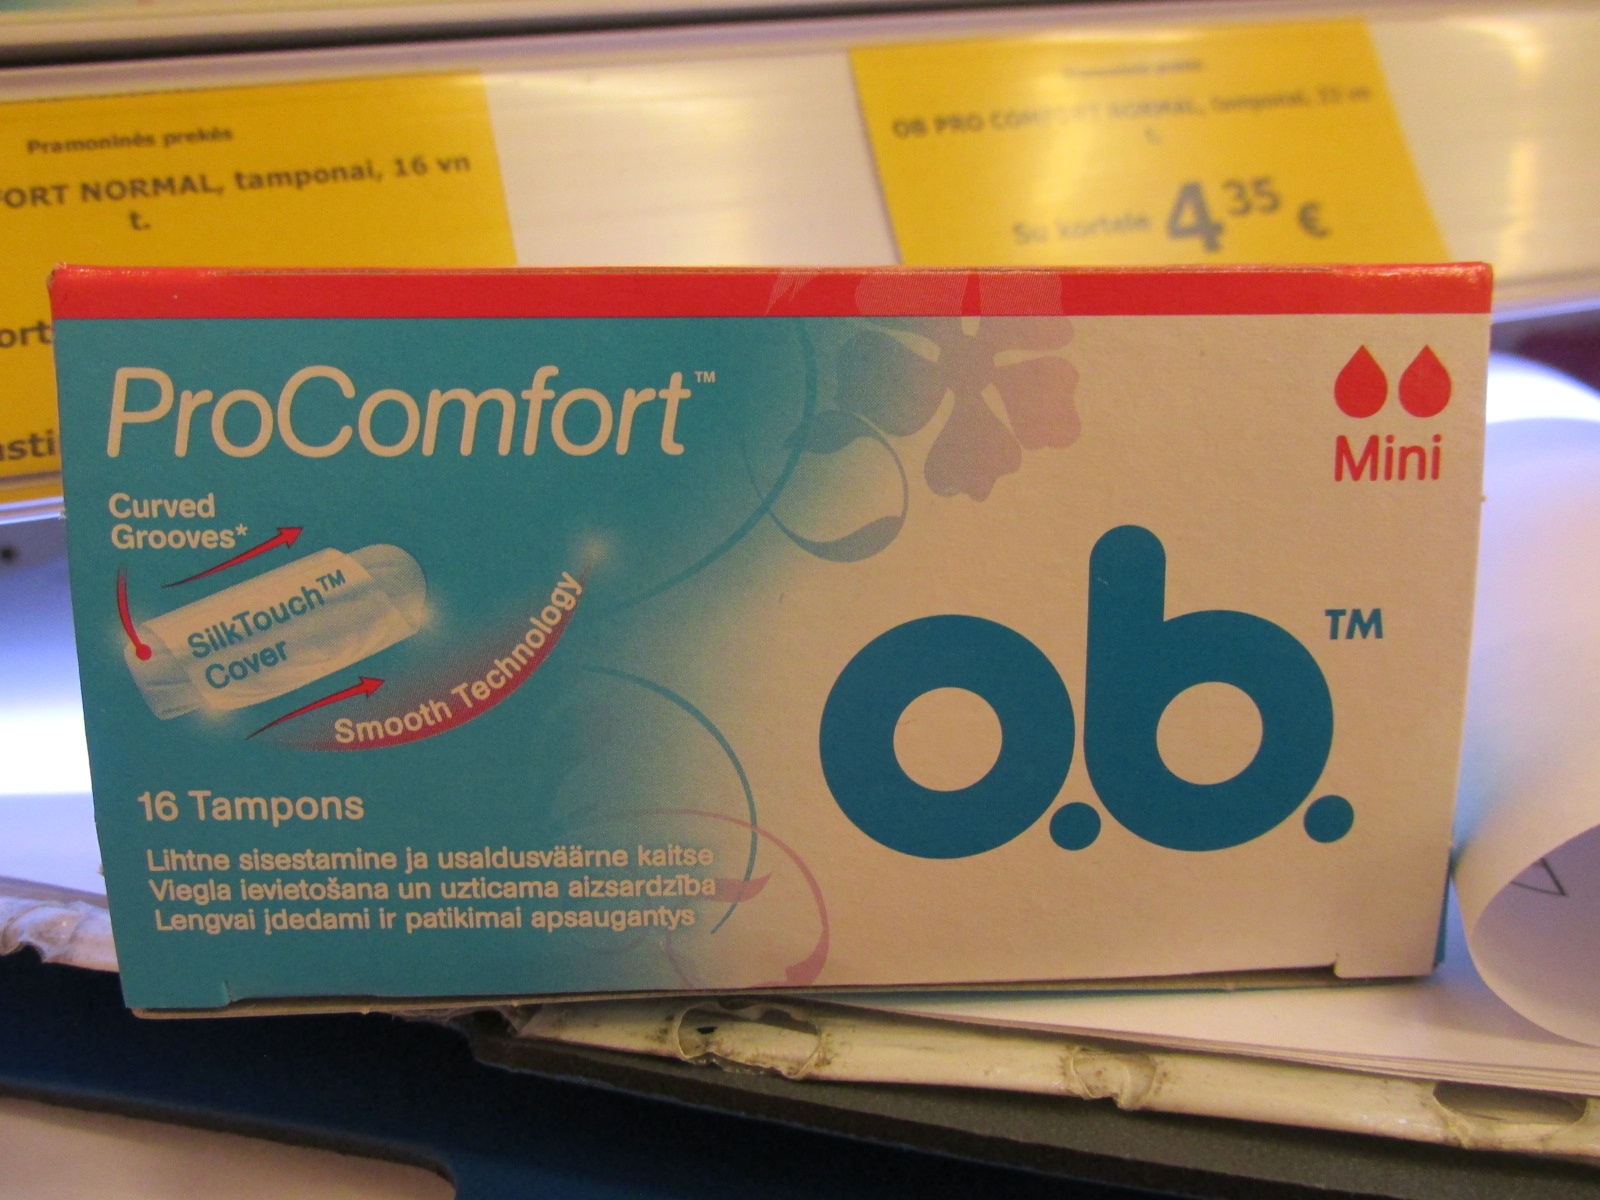 Pramoninės prekės
FORT NORMAL, tamponai, 16 vn
t.
OB PRO COMFORT NORMAL, tamponai, 32 vn
t.
Su kortele 4 35 €
ProComfort™
Curved
Grooves*
SilkTouch™
Cover
Smooth Technology
16 Tampons
Lihtne sisestamine ja usaldusväärne kaitse
Viegla ievietošana un uzticama aizsardzība
Lengvai įdedami ir patikimai apsaugantys
Mini
o.b.™